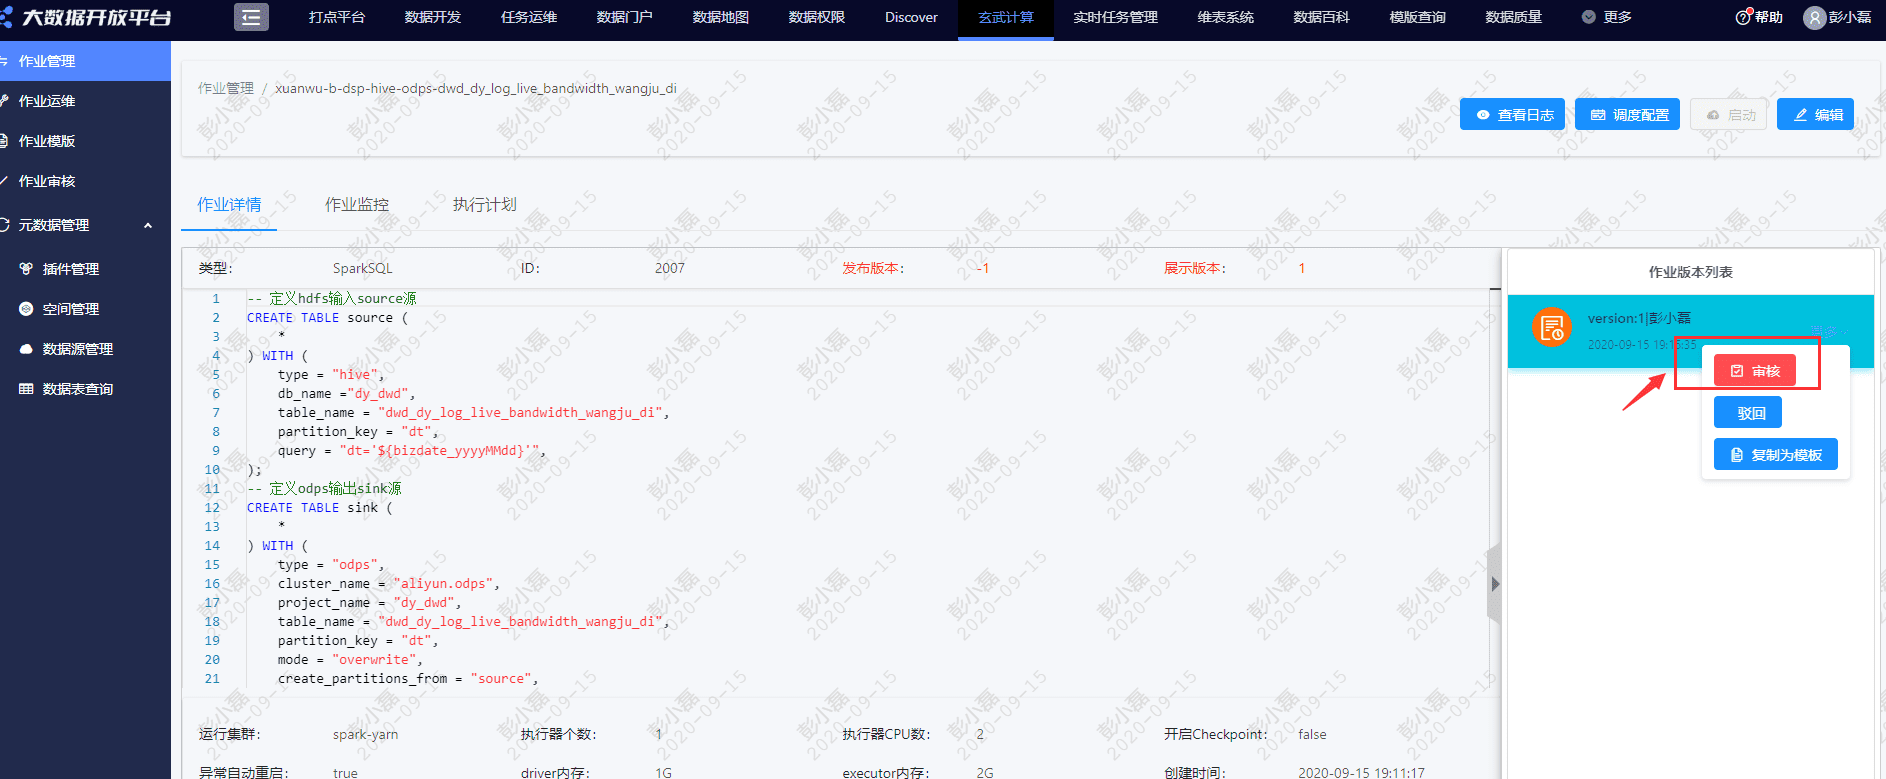 大数据开放平台
打点平台 数据开发 任务运维 数据门户 数据地图 数据权限 Discover 玄武计算 实时任务管理 维表系统 数据百科 模版查询 数据质量 更多 帮助 彭小磊
作业管理
作业运维
作业模版
作业审核
元数据管理
插件管理
空间管理
数据源管理
数据表查询
作业管理 / xuanwu-b-dsp-hive-odps-dwd_dy_log_live_bandwidth_wangju_di
查看日志 调度配置 启动 编辑
作业详情 作业监控 执行计划
类型: SparkSQL ID: 2007 发布版本: -1 展示版本: 1
1 -- 定义hdfs输入source源
2 CREATE TABLE source (
3 *
4 ) WITH (
5 type = "hive",
6 db_name ="dy_dwd",
7 table_name = "dwd_dy_log_live_bandwidth_wangju_di",
8 partition_key = "dt",
9 query = "dt='${bizdate_yyyyMMdd}'",
10 );
11 -- 定义odps输出sink源
12 CREATE TABLE sink (
13 *
14 ) WITH (
15 type = "odps",
16 cluster_name = "aliyun.odps",
17 project_name = "dy_dwd",
18 table_name = "dwd_dy_log_live_bandwidth_wangju_di",
19 partition_key = "dt",
20 mode = "overwrite",
21 create_partitions_from = "source",
作业版本列表
version:1|彭小磊
2020-09-15 19:15:35
审核
驳回
复制为模板
运行集群: spark-yarn 执行器个数: 1 执行器CPU数: 2 开启Checkpoint: false
异常自动重启: true driver内存: 1G executor内存: 2G 创建时间: 2020-09-15 19:11:17
彭小磊
2020-09-15